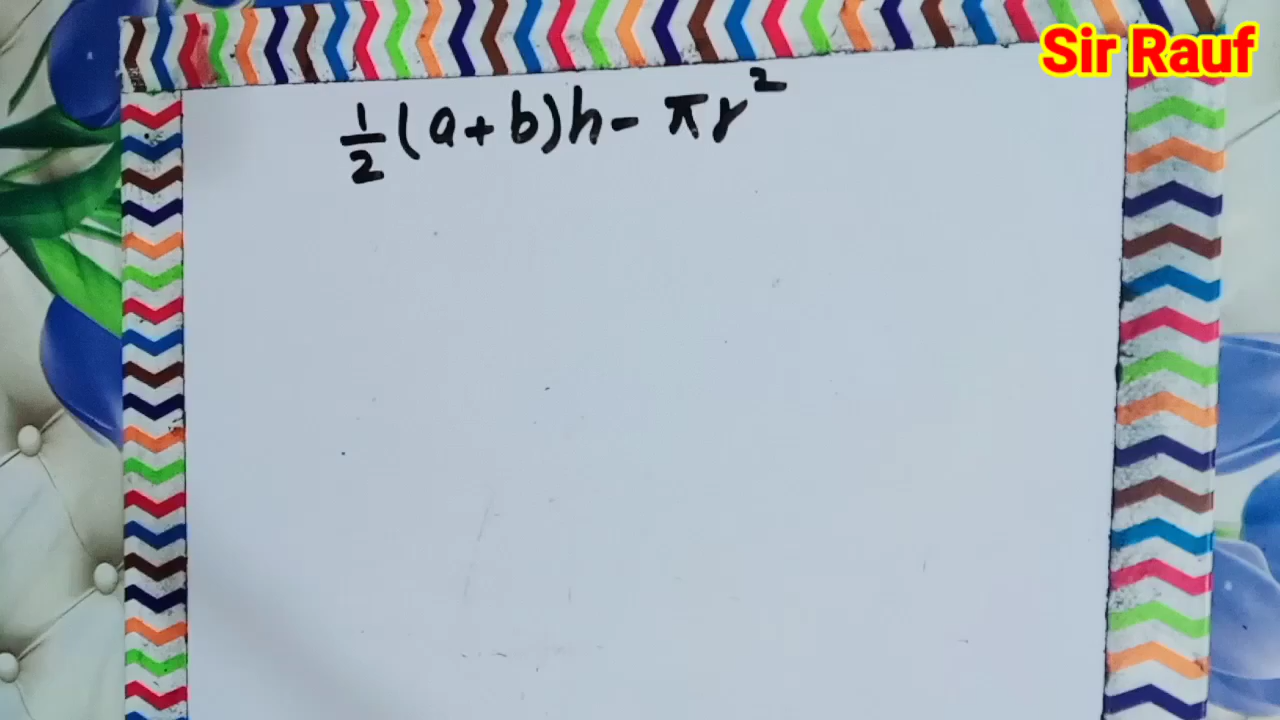 Sir Rauf
½(a+b)h - πr²